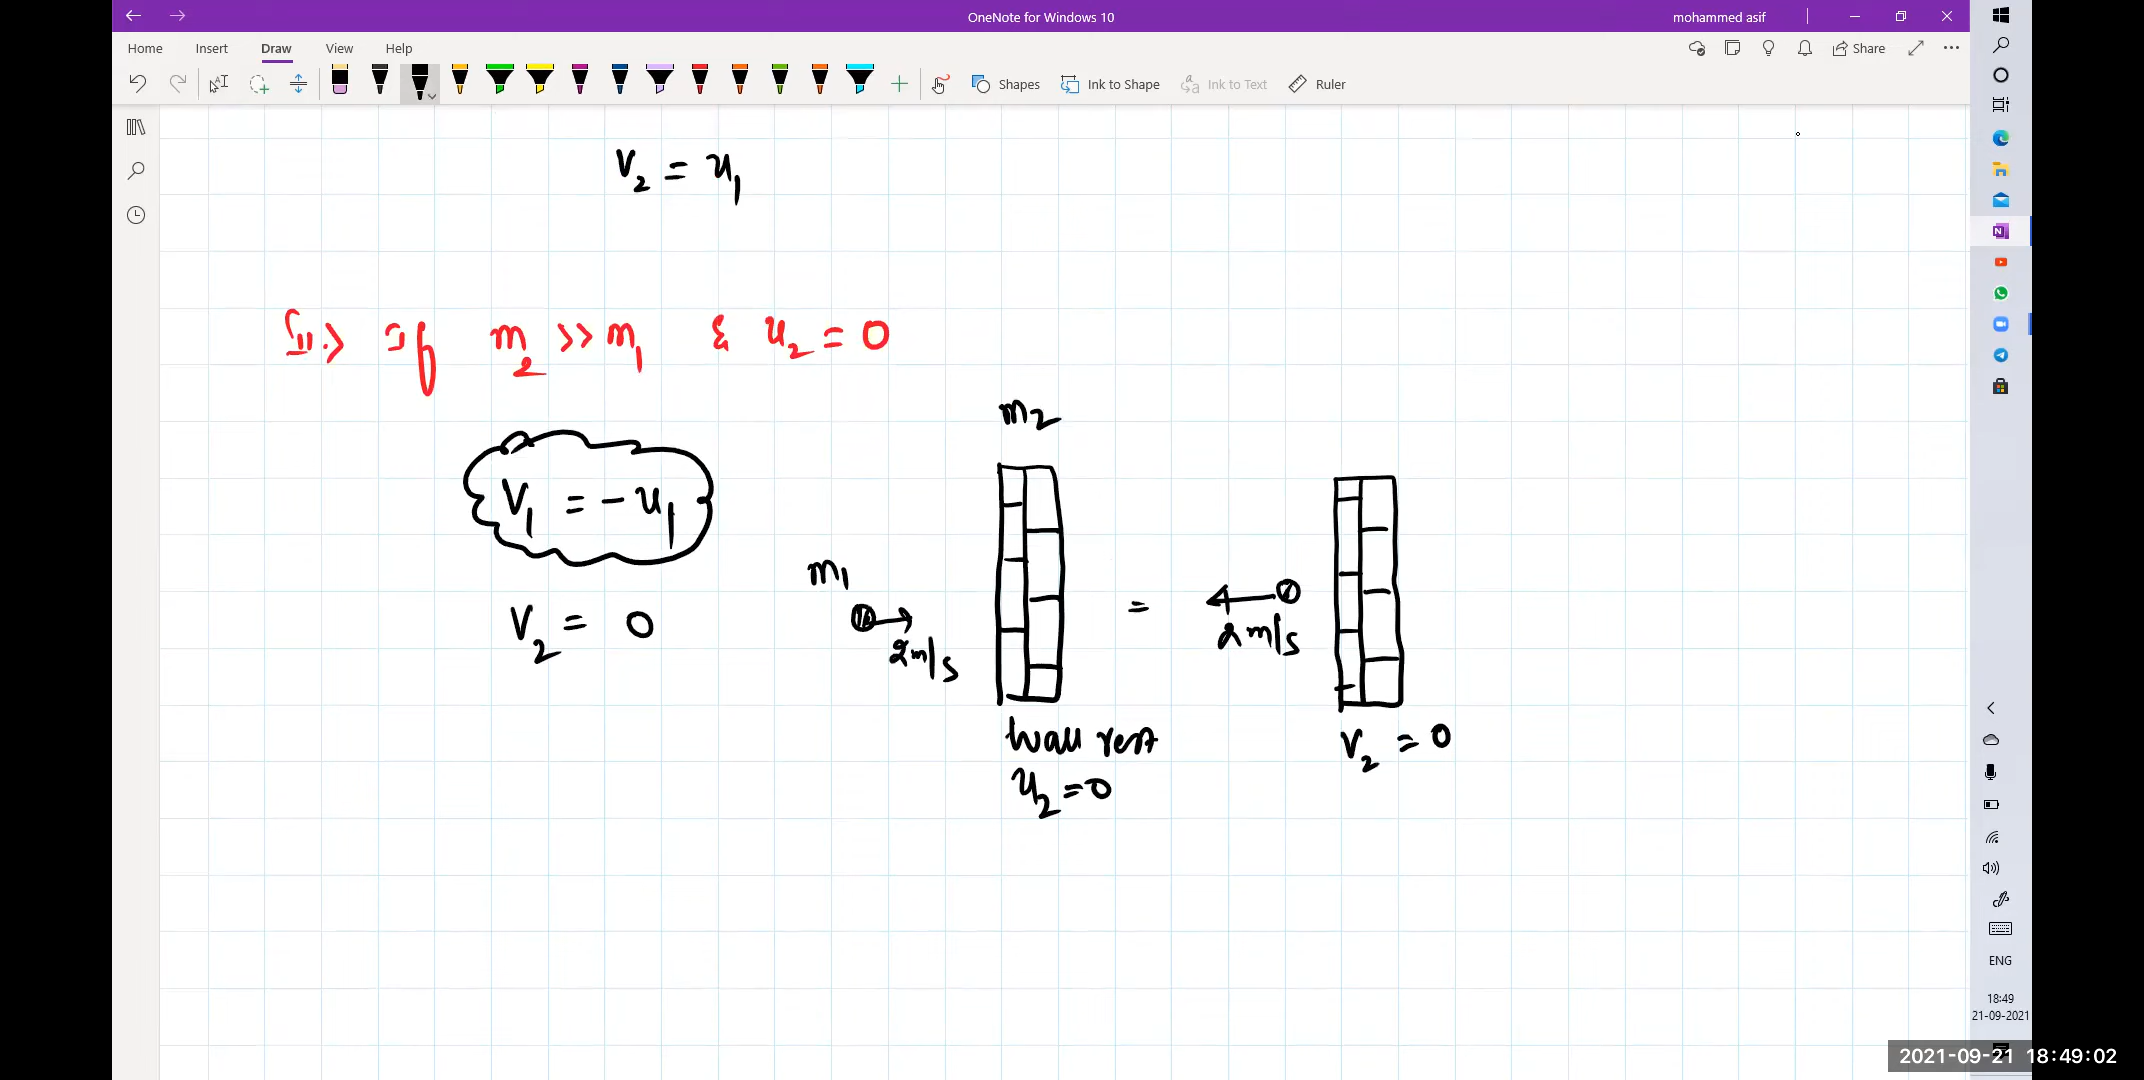 OneNote for Windows 10
mohammed asif
Home Insert Draw View Help
Share
Shapes Ink to Shape Ink to Text Ruler
V₂ = u₁
ii.> If m₂ >> m₁ & u₂ = 0
m₂
V₁ = - u₁
m₁
V₂ = 0
2m/s
=
2m/s
wall rest
u₂ = 0
V₂ = 0
ENG
18:49
21-09-2021
2021-09-21 18:49:02